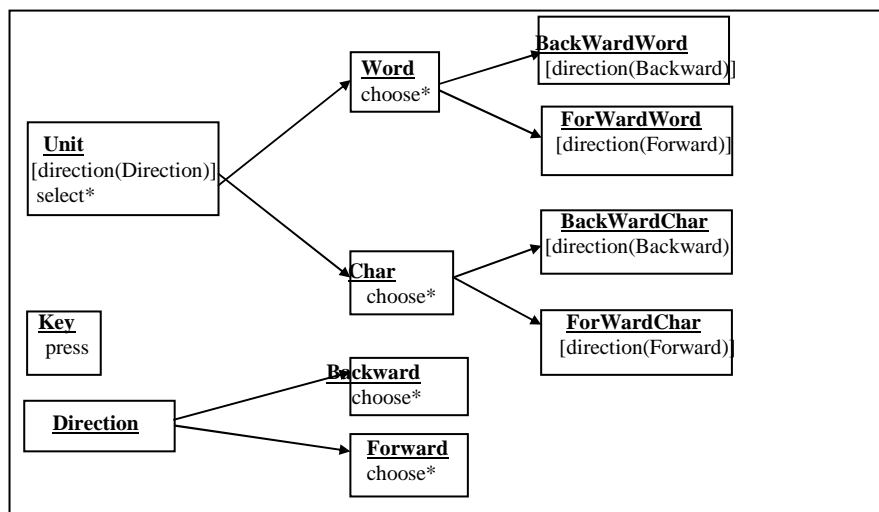 BackWardWord
[direction(Backward)]
Word
choose*
ForWardWord
[direction(Forward)]
Unit
[direction(Direction)]
select*
BackWardChar
[direction(Backward)
Char
choose*
Key
press
ForWardChar
[direction(Forward)]
Backward
choose*
Direction
Forward
choose*